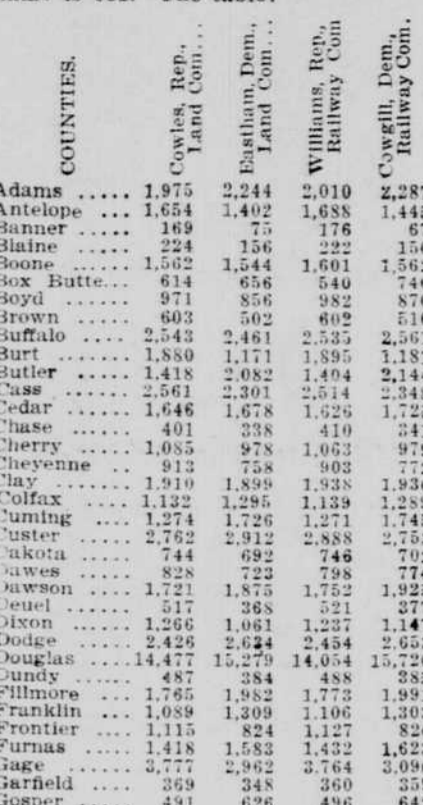 COUNTIES. Cowles, Rep., Land Com... Eastham, Dem., Land Com... Williams, Rep., Railway Com Cowgill, Dem., Railway Com.
Adams ..... 1,975 2,244 2,010 2,287
Antelope ... 1,654 1,402 1,688
Banner ..... 169 75 176
Blaine ..... 224 156 222
Boone ...... 1,562 1,544 1,601
Box Butte... 614 656 540
Boyd ...... 971 856 982
Brown ..... 603 502 602
Buffalo .... 2,543 2,461 2,535
Burt ....... 1,880 1,171 1,895
Butler ..... 1,418 2,082 1,404
Cass ....... 2,561 2,301 2,514
Cedar ...... 1,646 1,678 1,626
Chase ..... 401 338 410
Cherry ..... 1,085 978 1,063
Cheyenne .. 913 758 903
Clay ....... 1,910 1,899 1,938
Colfax .... 1,132 1,295 1,139
Cuming .... 1,274 1,726 1,271
Custer ..... 2,762 2,912 2,888
Dakota ..... 744 692 746
Dawes ..... 828 723 798
Dawson .... 1,721 1,875 1,752
Deuel ...... 517 368 521
Dixon ...... 1,266 1,061 1,237
Dodge ..... 2,426 2,634 2,454
Douglas ....14,477 15,279 14,054
Dundy ..... 487 384 488
Fillmore ... 1,765 1,982 1,773
Franklin ... 1,089 1,309 1,106
Frontier .... 1,115 824 1,127
Furnas ..... 1,418 1,583 1,432
Gage ....... 3,777 2,962 3,764
Garfield .... 369 348 360
Gosper ..... 491 626 496